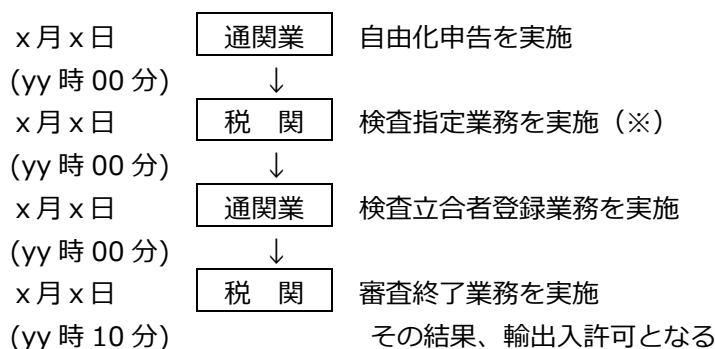 x月x日 通関業 自由化申告を実施
(yy時00分) ↓
x月x日 税 関 検査指定業務を実施（※）
(yy時00分) ↓
x月x日 通関業 検査立合者登録業務を実施
(yy時00分) ↓
x月x日 税 関 審査終了業務を実施
(yy時10分) その結果、輸出入許可となる